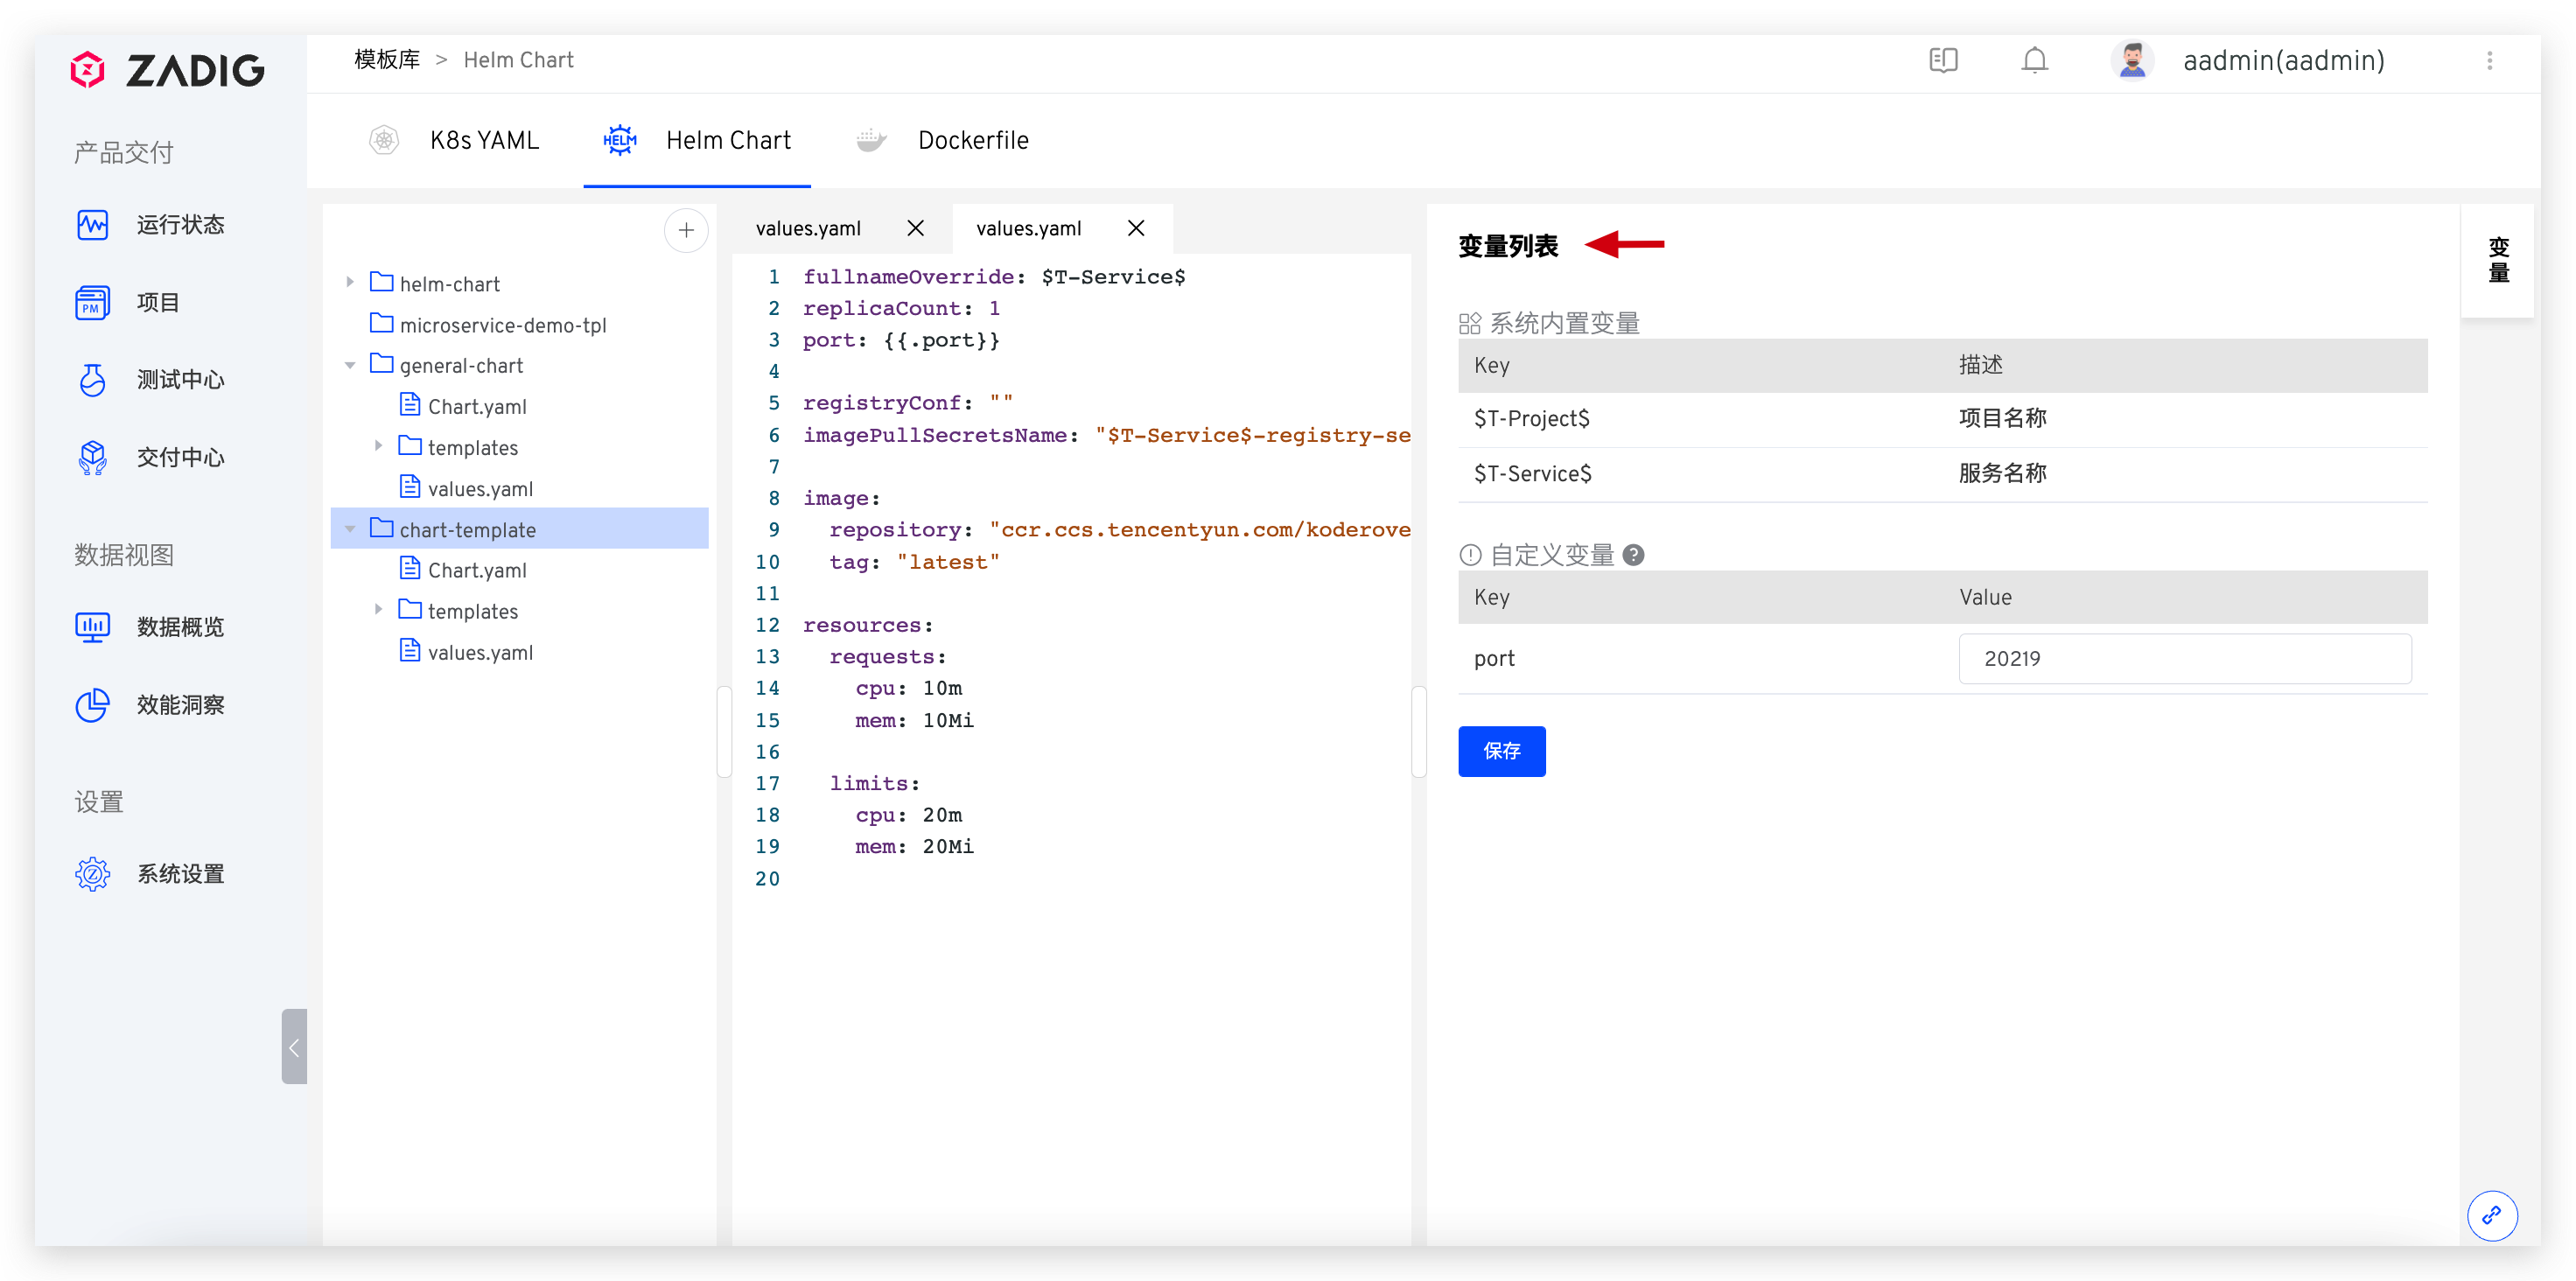 ZADIG
产品交付
运行状态
项目
测试中心
交付中心
数据视图
数据概览
效能洞察
设置
系统设置
模板库 > Helm Chart
aadmin(aadmin)
K8s YAML
Helm Chart
Dockerfile
helm-chart
microservice-demo-tpl
general-chart
Chart.yaml
templates
values.yaml
chart-template
Chart.yaml
templates
values.yaml
values.yaml
values.yaml
1 fullnameOverride: $T-Service$
2 replicaCount: 1
3 port: {{.port}}
4
5 registryConf: ""
6 imagePullSecretsName: "$T-Service$-registry-se
7
8 image:
9 repository: "ccr.ccs.tencentyun.com/koderove
10 tag: "latest"
11
12 resources:
13 requests:
14 cpu: 10m
15 mem: 10Mi
16
17 limits:
18 cpu: 20m
19 mem: 20Mi
20
变量列表
系统内置变量
Key 描述
$T-Project$ 项目名称
$T-Service$ 服务名称
自定义变量
Key Value
port 20219
保存
变量